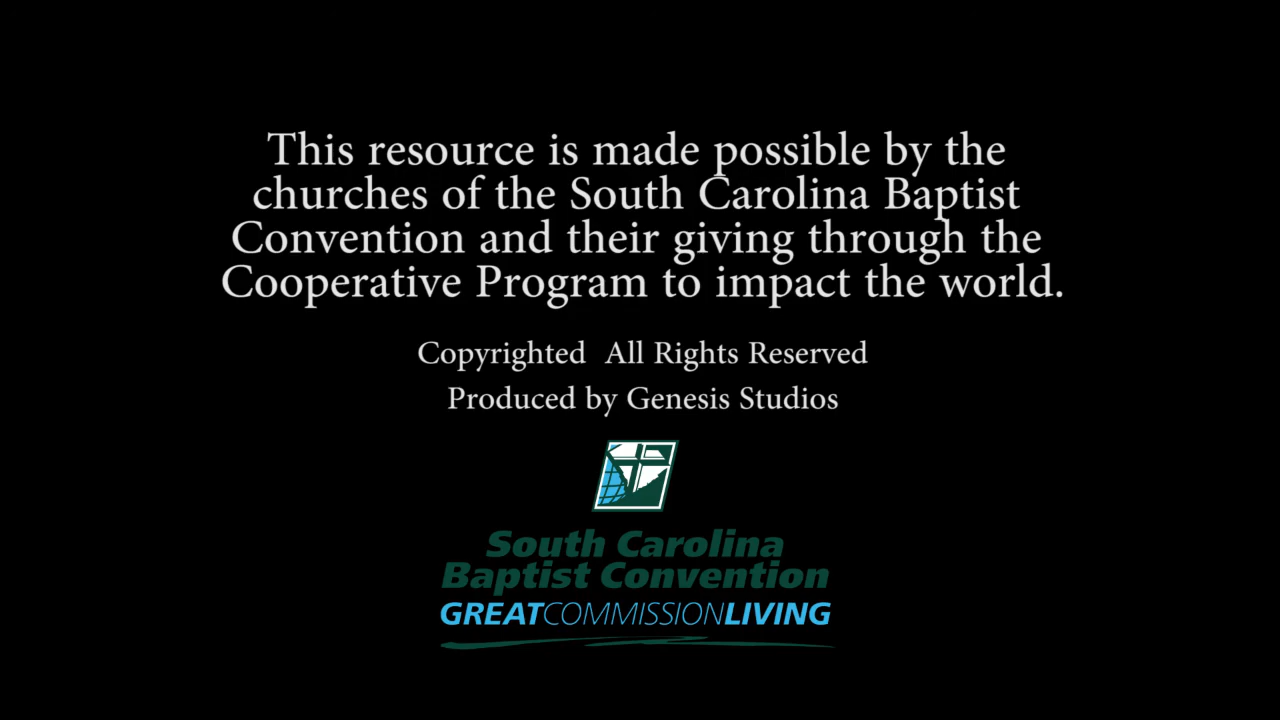 This resource is made possible by the
churches of the South Carolina Baptist
Convention and their giving through the
Cooperative Program to impact the world.
Copyrighted  All Rights Reserved
Produced by Genesis Studios
South Carolina
Baptist Convention
GREATCOMMISSIONLIVING